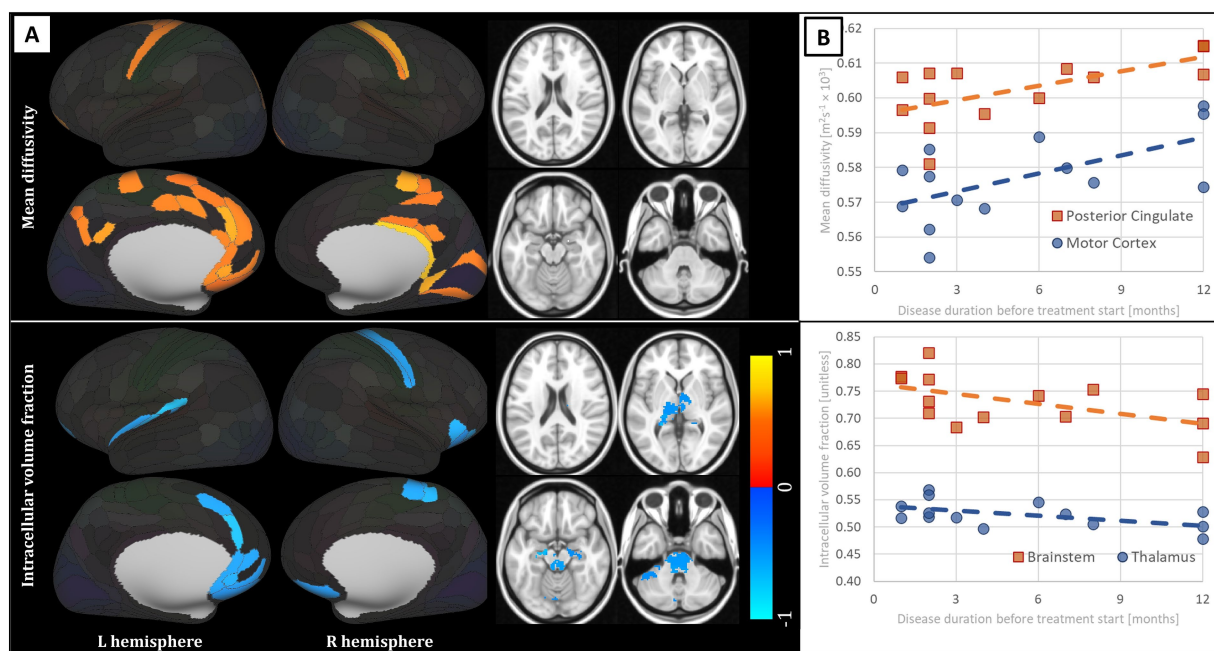 A
Mean diffusivity
Intracellular volume fraction
L hemisphere
R hemisphere
1
0
-1
B
Mean diffusivity [m²s⁻¹ × 10³]
0.62
0.61
0.60
0.59
0.58
0.57
0.56
0.55
Posterior Cingulate
Motor Cortex
0
3
6
9
12
Disease duration before treatment start [months]
Intracellular volume fraction [unitless]
0.85
0.80
0.75
0.70
0.65
0.60
0.55
0.50
0.45
0.40
Brainstem
Thalamus
0
3
6
9
12
Disease duration before treatment start [months]